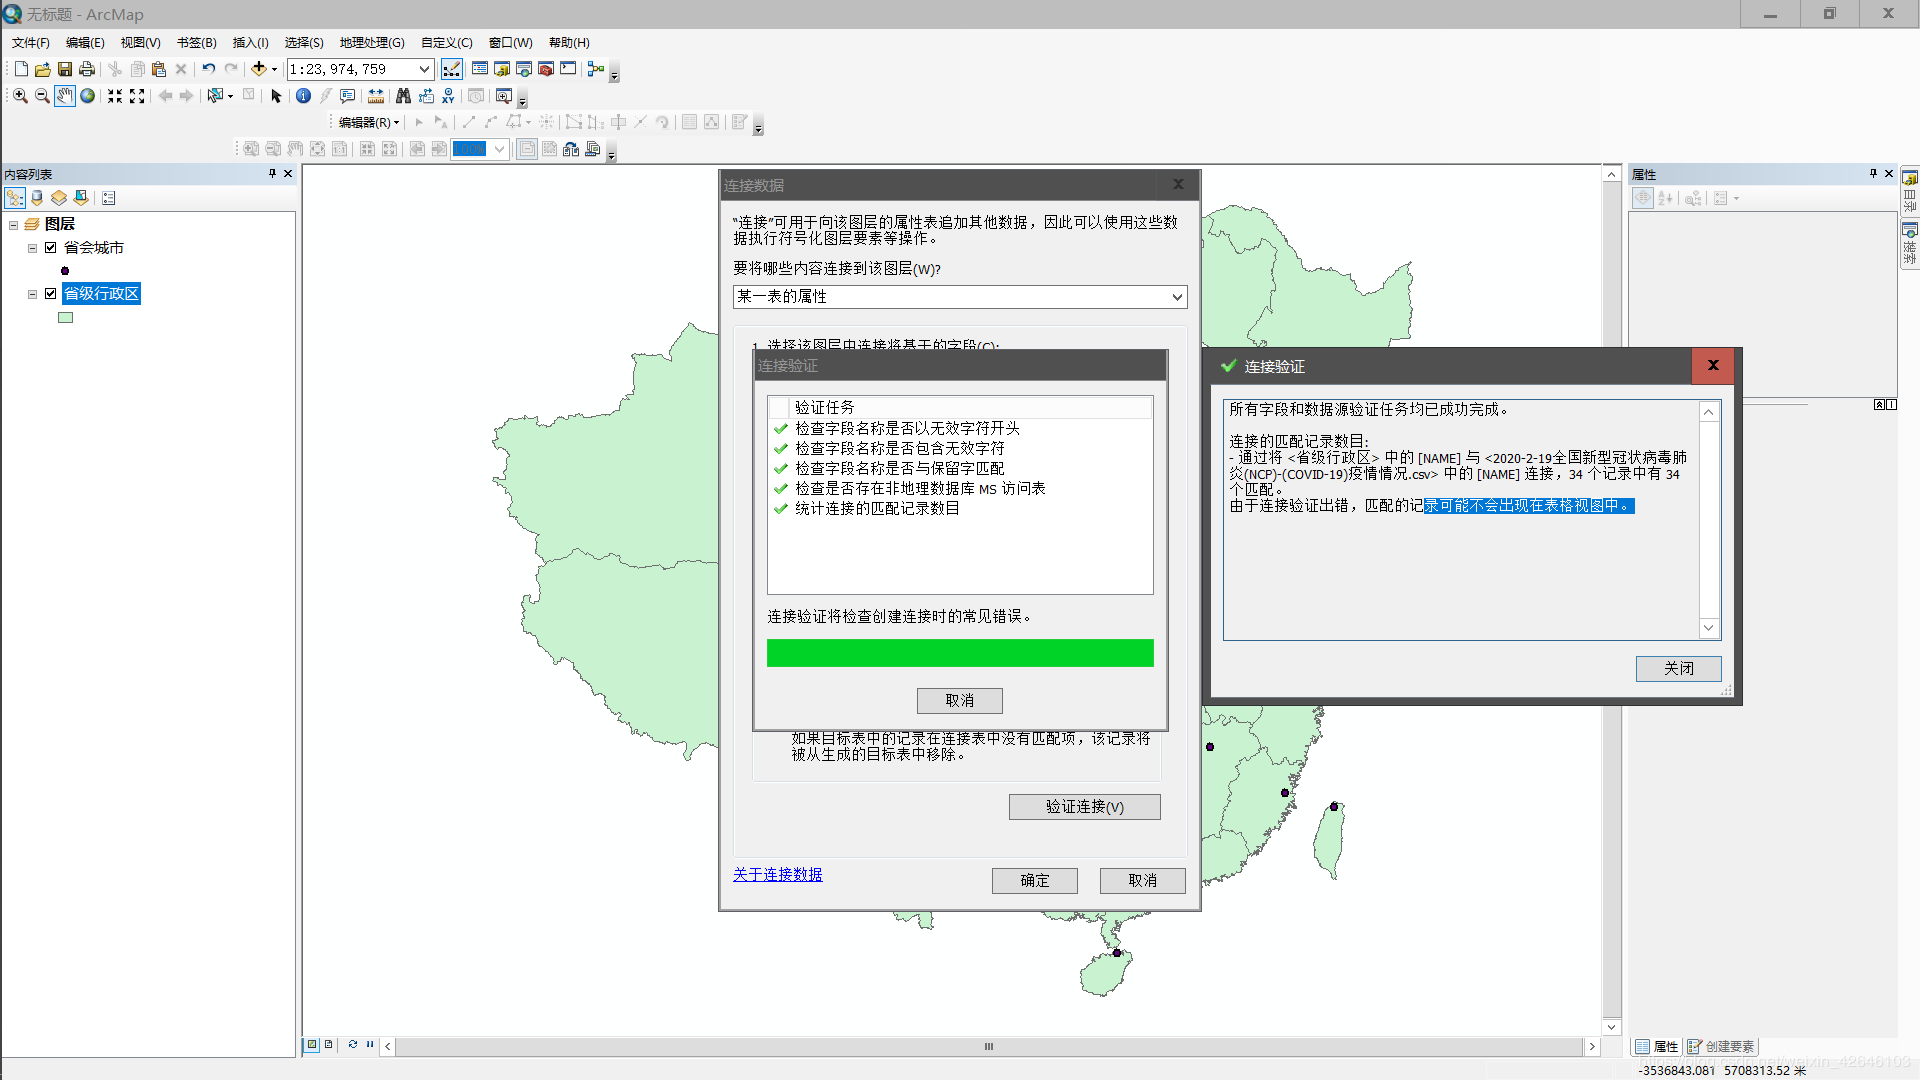 无标题 - ArcMap
文件(F) 编辑(E) 视图(V) 书签(B) 插入(I) 选择(S) 地理处理(G) 自定义(C) 窗口(W) 帮助(H)
1:23,974,759
编辑器(R)
100%
内容列表
图层
省会城市
省级行政区
连接数据
“连接”可用于向该图层的属性表追加其他数据，因此可以使用这些数
据执行符号化图层要素等操作。
要将哪些内容连接到该图层(W)?
某一表的属性
1. 选择该图层中连接将基于的字段(C):
连接验证
验证任务
检查字段名称是否以无效字符开头
检查字段名称是否包含无效字符
检查字段名称是否与保留字匹配
检查是否存在非地理数据库 MS 访问表
统计连接的匹配记录数目
连接验证将检查创建连接时的常见错误。
取消
如果目标表中的记录在连接表中没有匹配项，该记录将
被从生成的目标表中移除。
验证连接(V)
关于连接数据
确定
取消
连接验证
所有字段和数据源验证任务均已成功完成。
连接的匹配记录数目:
- 通过将 <省级行政区> 中的 [NAME] 与 <2020-2-19全国新型冠状病毒肺
炎(NCP)-(COVID-19)疫情情况.csv> 中的 [NAME] 连接，34 个记录中有 34
个匹配。
由于连接验证出错，匹配的记录可能不会出现在表格视图中。
关闭
属性
目录
搜索
属性 创建要素
https://blog.csdn.net/weixin_42646103
-3536843.081 5708313.52 米